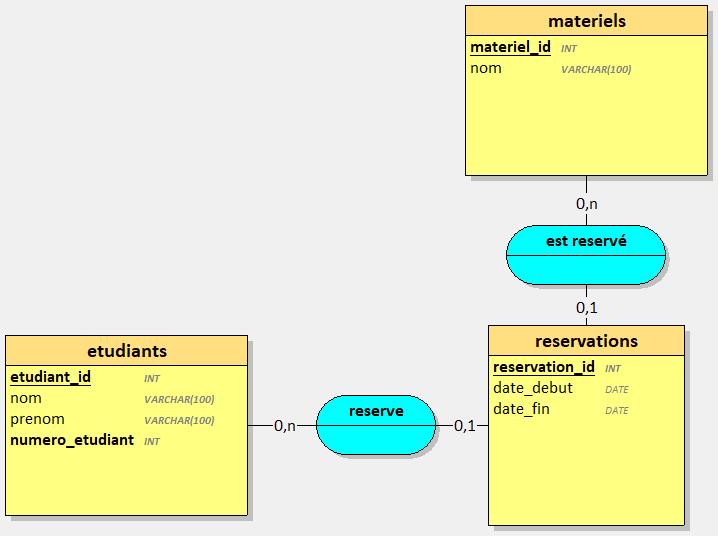 materiels
materiel_id INT
nom VARCHAR(100)
0,n
est reservé
0,1
etudiants
etudiant_id INT
nom VARCHAR(100)
prenom VARCHAR(100)
numero_etudiant INT
0,n
reserve
0,1
reservations
reservation_id INT
date_debut DATE
date_fin DATE